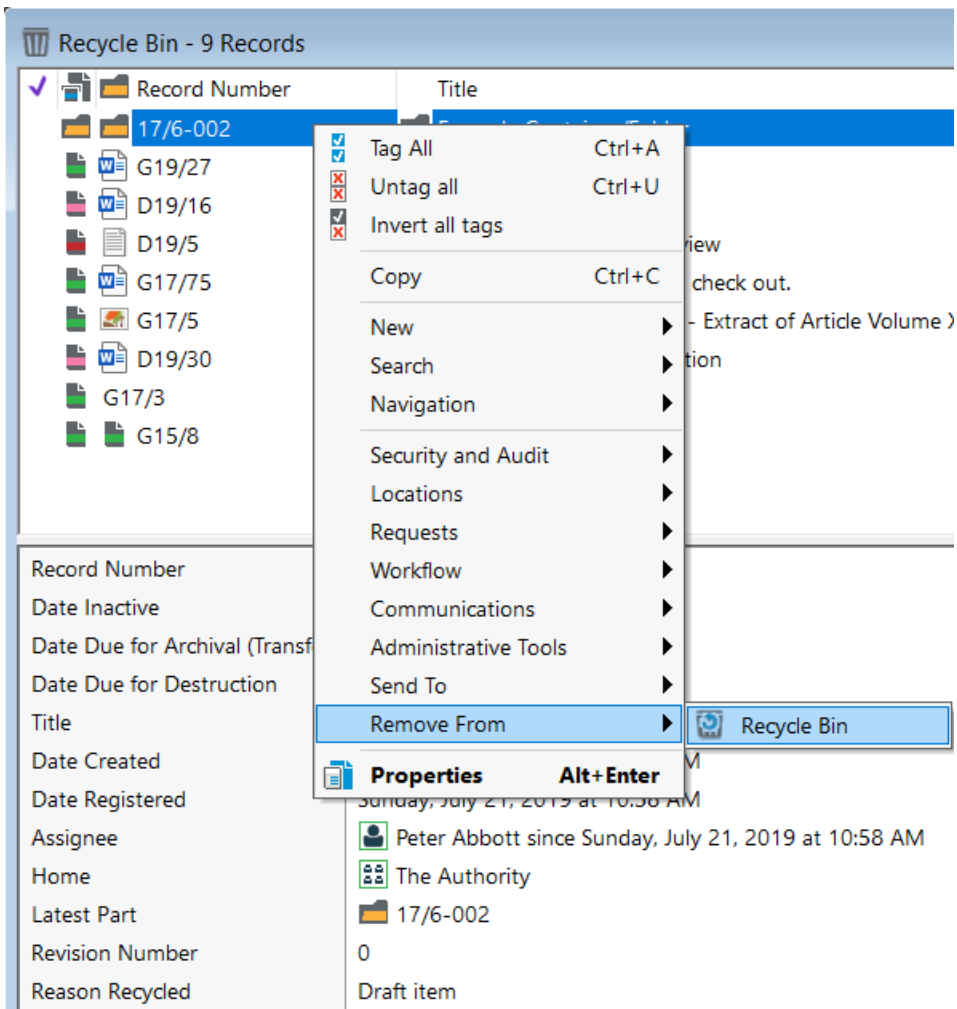 Recycle Bin - 9 Records
Record Number Title
17/6-002
G19/27
D19/16
D19/5 view
G17/75 check out.
G17/5 - Extract of Article Volume
D19/30
G17/3
G15/8
Tag All Ctrl+A
Untag all Ctrl+U
Invert all tags
Copy Ctrl+C
New
Search
Navigation
Security and Audit
Locations
Requests
Workflow
Communications
Administrative Tools
Send To
Remove From
Recycle Bin
Properties Alt+Enter
Record Number
Date Inactive
Date Due for Archival
Date Due for Destruction
Title
Date Created
Date Registered Sunday, July 21, 2019 at 10:58 AM
Assignee Peter Abbott since Sunday, July 21, 2019 at 10:58 AM
Home The Authority
Latest Part 17/6-002
Revision Number 0
Reason Recycled Draft item